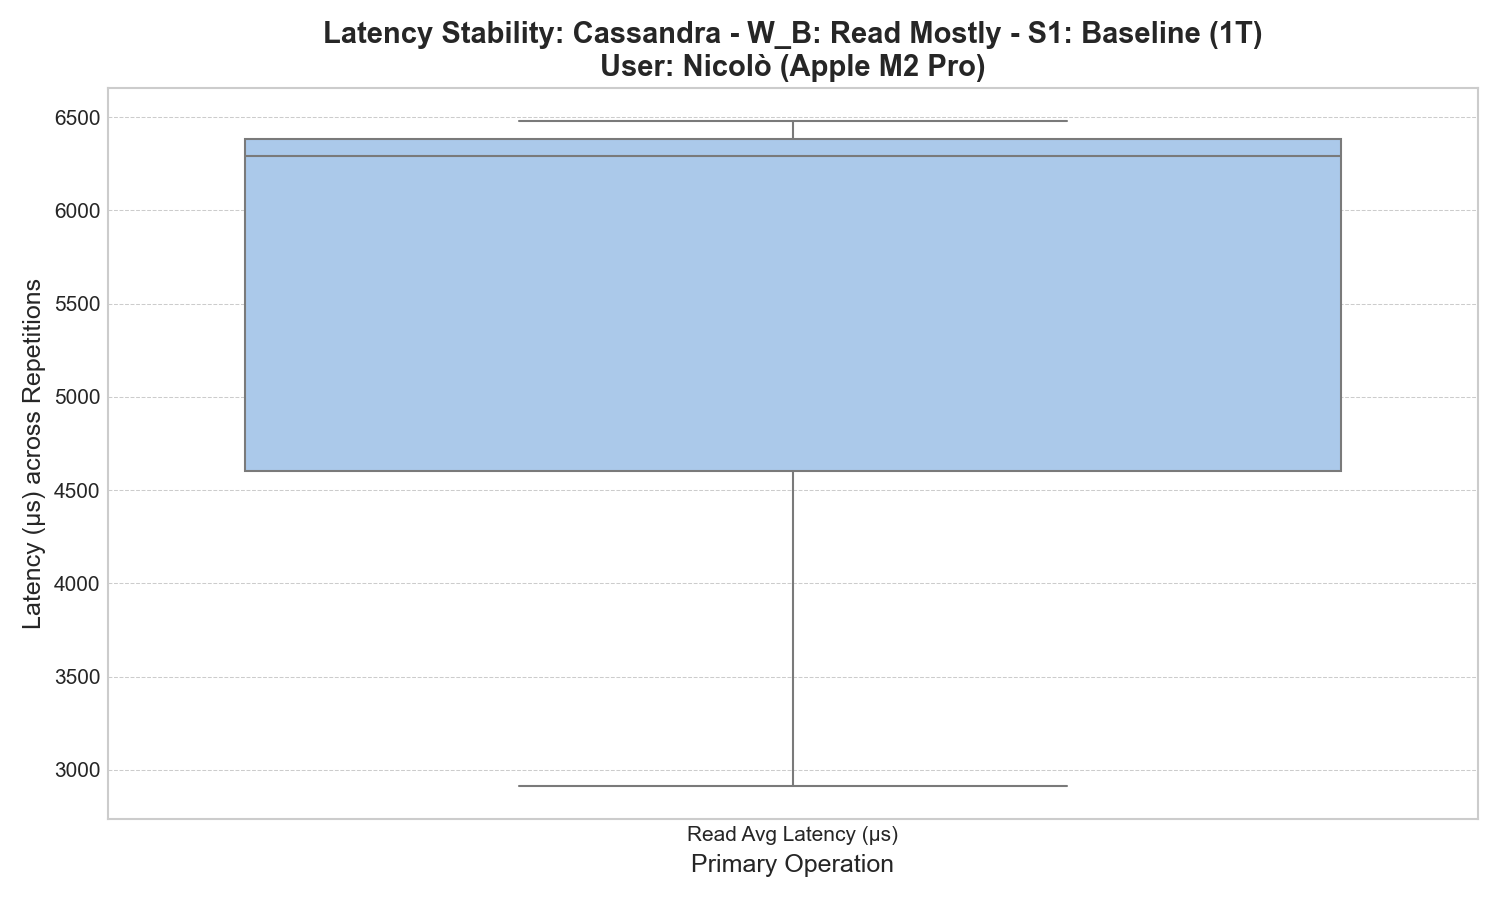 Latency Stability: Cassandra - W_B: Read Mostly - S1: Baseline (1T)
User: Nicolò (Apple M2 Pro)
Latency (μs) across Repetitions
6500
6000
5500
5000
4500
4000
3500
3000
Read Avg Latency (μs)
Primary Operation